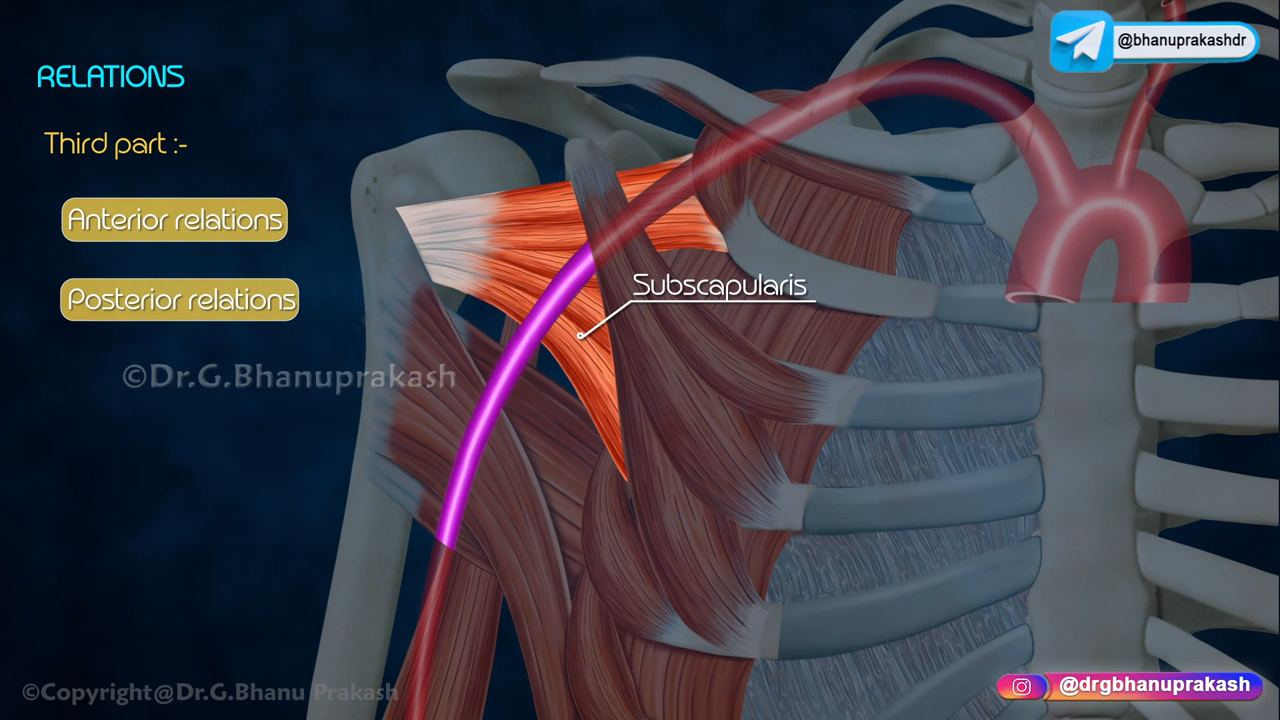 @bhanuprakashdr
RELATIONS
Third part :-
Anterior relations
Subscapularis
Posterior relations
©Dr.G.Bhanuprakash
©Copyright@Dr.G.Bhanu Prakash
@drgbhanuprakash